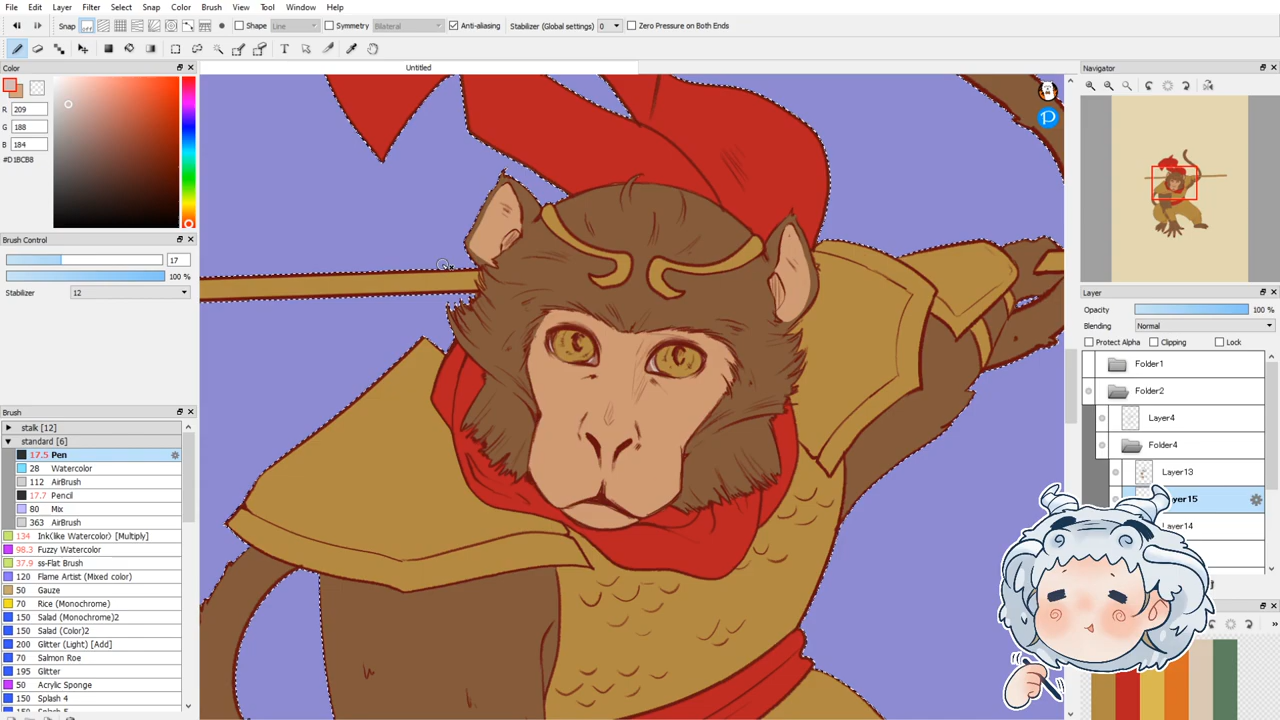 File Edit Layer Filter Select Snap Color Brush View Tool Window Help
Snap OFF Shape Line Symmetry Bilateral Anti-aliasing Stabilizer (Global settings) 0 Zero Pressure on Both Ends
Untitled
Color
R 209
G 188
B 184
#D1BCB8
Brush Control
17
100 %
Stabilizer 12
Brush
stalk [12]
standard [6]
17.5 Pen
28 Watercolor
112 AirBrush
17.7 Pencil
80 Mix
363 AirBrush
134 Ink(like Watercolor) [Multiply]
98.3 Fuzzy Watercolor
37.9 ss-Flat Brush
120 Flame Artist (Mixed color)
50 Gauze
70 Rice (Monochrome)
150 Salad (Monochrome)2
150 Salad (Color)2
200 Glitter (Light) [Add]
70 Salmon Roe
195 Glitter
50 Acrylic Sponge
150 Splash 4
150 Splash 5
Navigator
Layer
Opacity 100 %
Blending Normal
Protect Alpha Clipping Lock
Folder1
Folder2
Layer4
Folder4
Layer13
ayer15
ayer14